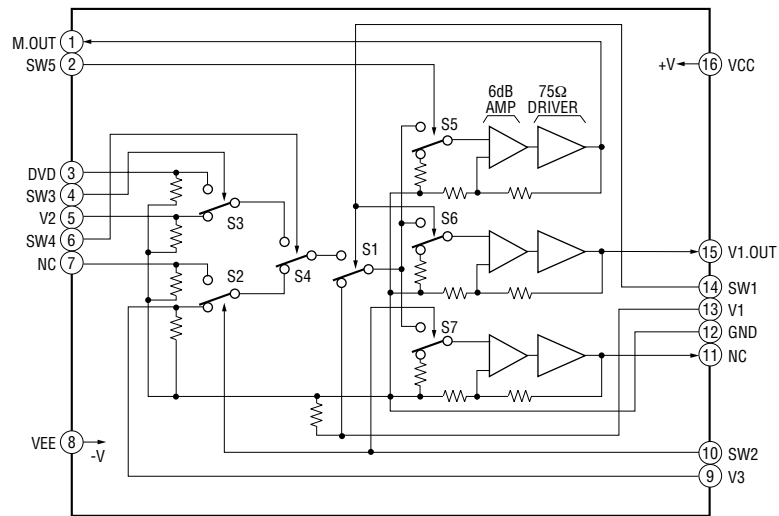 M.OUT 1
SW5 2
DVD 3
SW3 4
V2 5
SW4 6
NC 7
VEE 8
-V
+V 16 VCC
15 V1.OUT
14 SW1
13 V1
12 GND
11 NC
10 SW2
9 V3
6dB
AMP
75Ω
DRIVER
S5
S6
S7
S1
S3
S4
S2